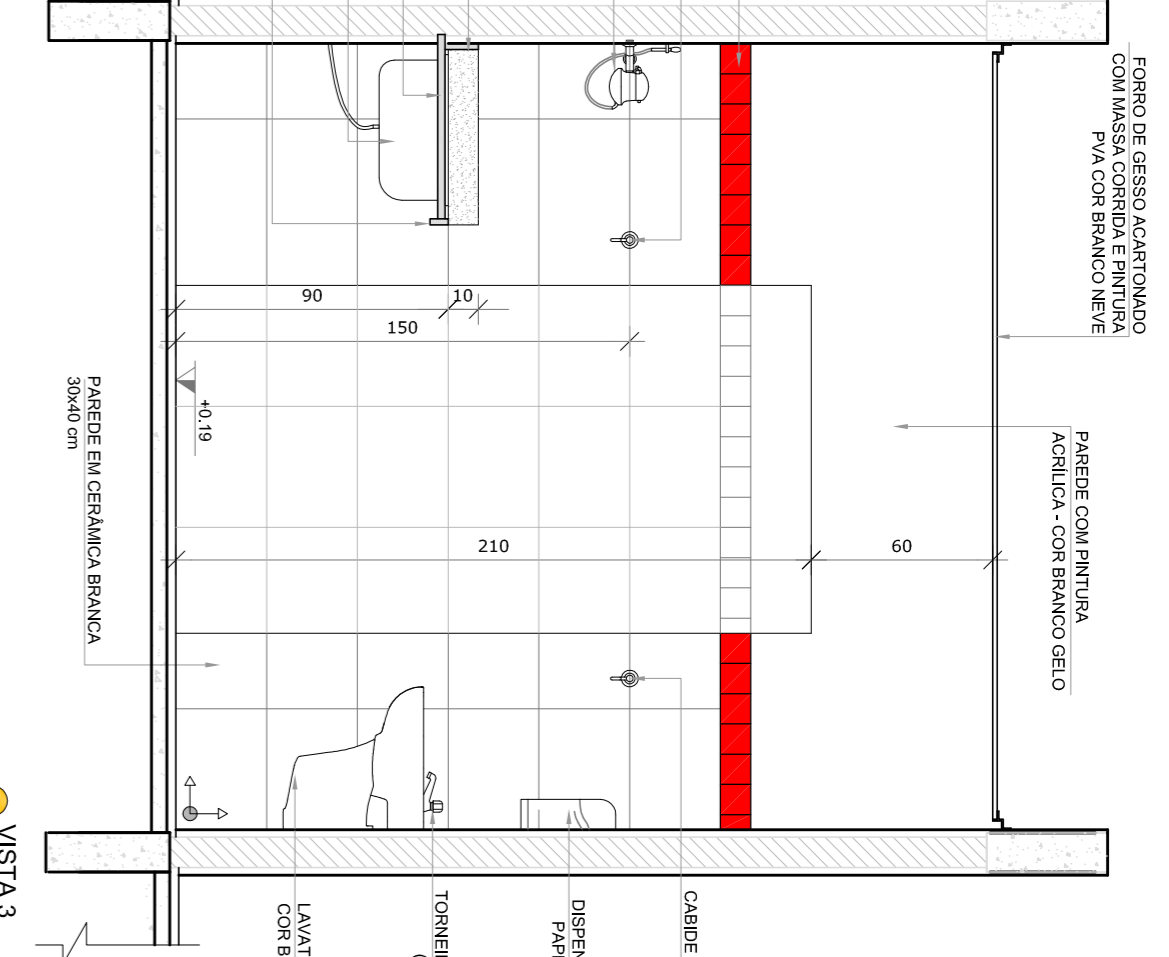 FORRO DE GESSO ACARTONADO
COM MASSA CORRIDA E PINTURA
PVA COR BRANCO NEVE
PAREDE COM PINTURA
ACRÍLICA - COR BRANCO GELO
60
210
90
10
150
+0.19
CABIDE
DISPEN
PAP
TORNEI
(
LAVAT
COR B
PAREDE EM CERÂMICA BRANCA
30x40 cm
VISTA 3